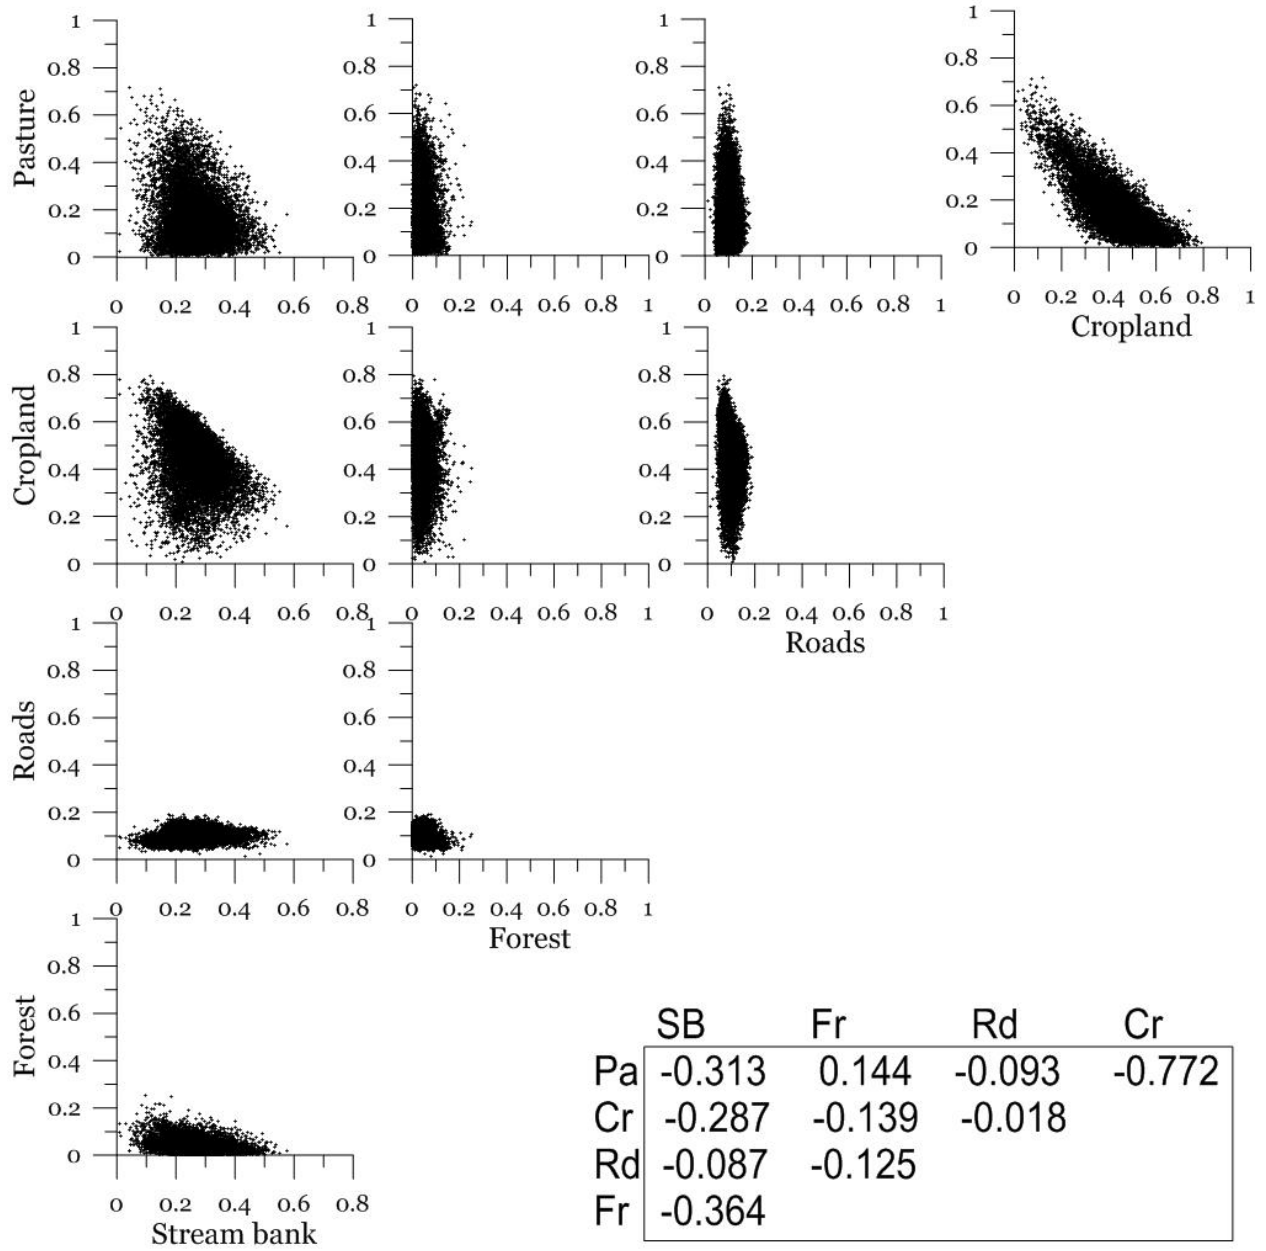 1 1 1 1
0.8 0.8 0.8 0.8
Pasture 0.6 0.6 0.6 0.6
0.4 0.4 0.4 0.4
0.2 0.2 0.2 0.2
0 0 0 0
0 0.2 0.4 0.6 0.8 0 0.2 0.4 0.6 0.8 1 0 0.2 0.4 0.6 0.8 1 0 0.2 0.4 0.6 0.8 1
Cropland
1 1 1
0.8 0.8 0.8
Cropland 0.6 0.6 0.6
0.4 0.4 0.4
0.2 0.2 0.2
0 0 0
0 0.2 0.4 0.6 0.8 0 0.2 0.4 0.6 0.8 1 0 0.2 0.4 0.6 0.8 1
Roads
1 1
0.8 0.8
Roads 0.6 0.6
0.4 0.4
0.2 0.2
0 0
0 0.2 0.4 0.6 0.8 0 0.2 0.4 0.6 0.8 1
Forest
1
0.8
Forest 0.6
0.4
0.2
0
0 0.2 0.4 0.6 0.8
Stream bank
SB Fr Rd Cr
Pa -0.313 0.144 -0.093 -0.772
Cr -0.287 -0.139 -0.018
Rd -0.087 -0.125
Fr -0.364